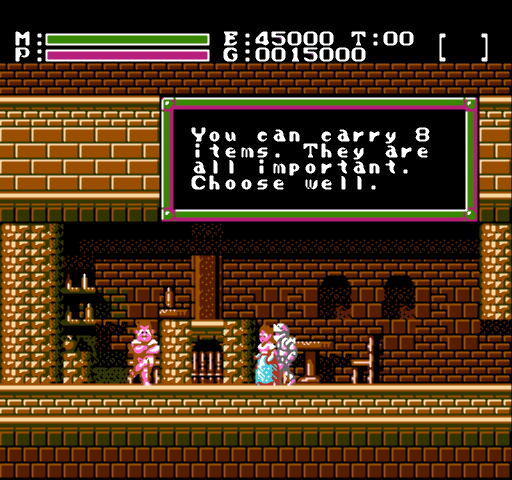 M: E:45000 T:00 [ ]
P: G:0015000
You can carry 8
items. They are
all important.
Choose well.